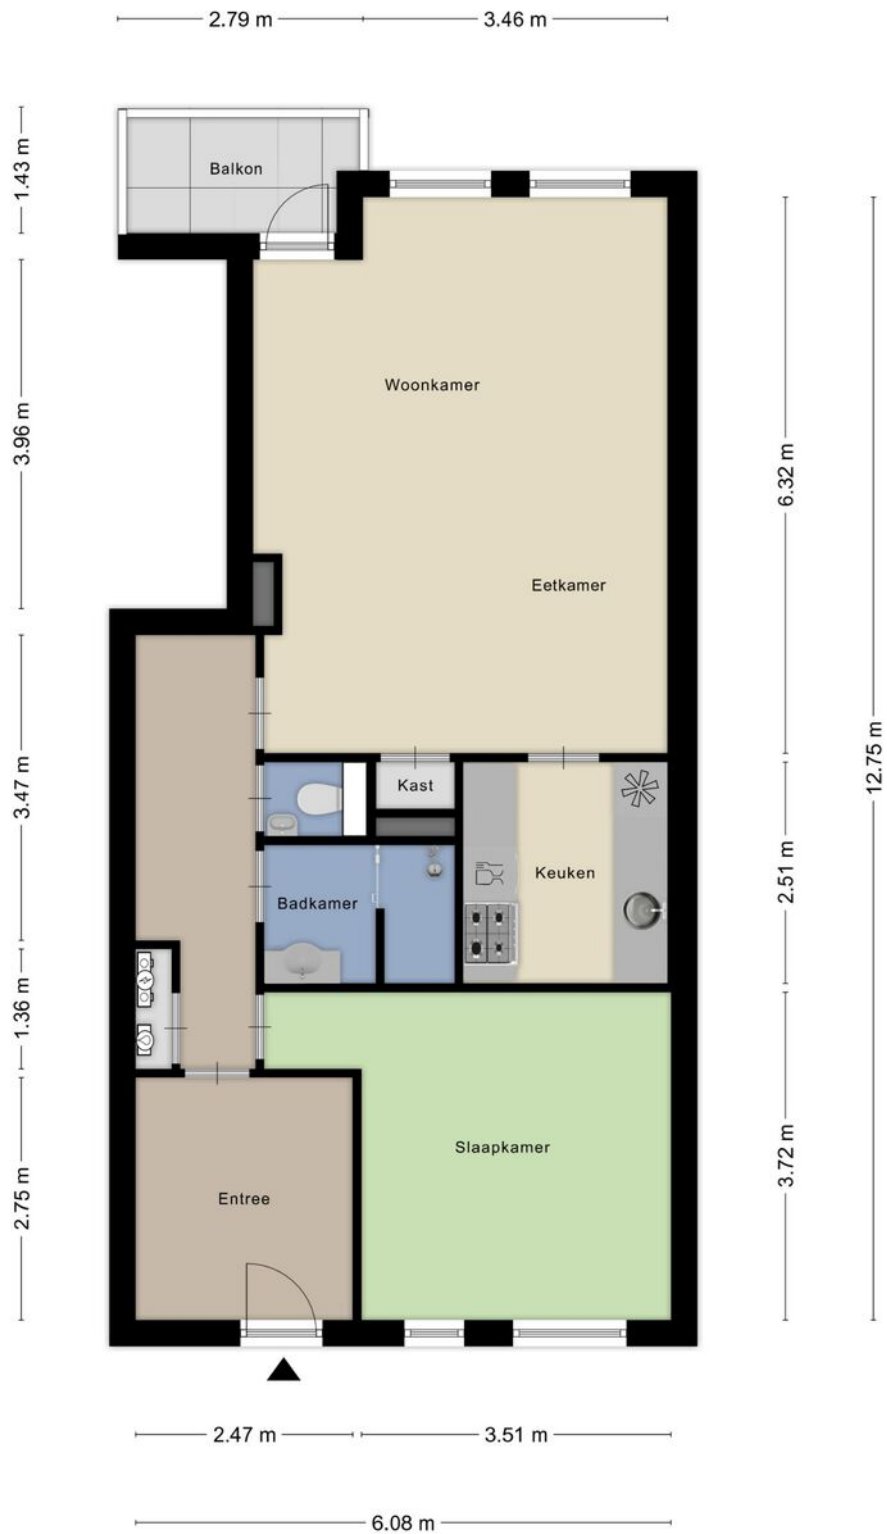 2.79 m
3.46 m
1.43 m
Balkon
3.96 m
Woonkamer
6.32 m
Eetkamer
12.75 m
3.47 m
Kast
2.51 m
Keuken
Badkamer
1.36 m
3.72 m
Slaapkamer
2.75 m
Entree
2.47 m
3.51 m
6.08 m